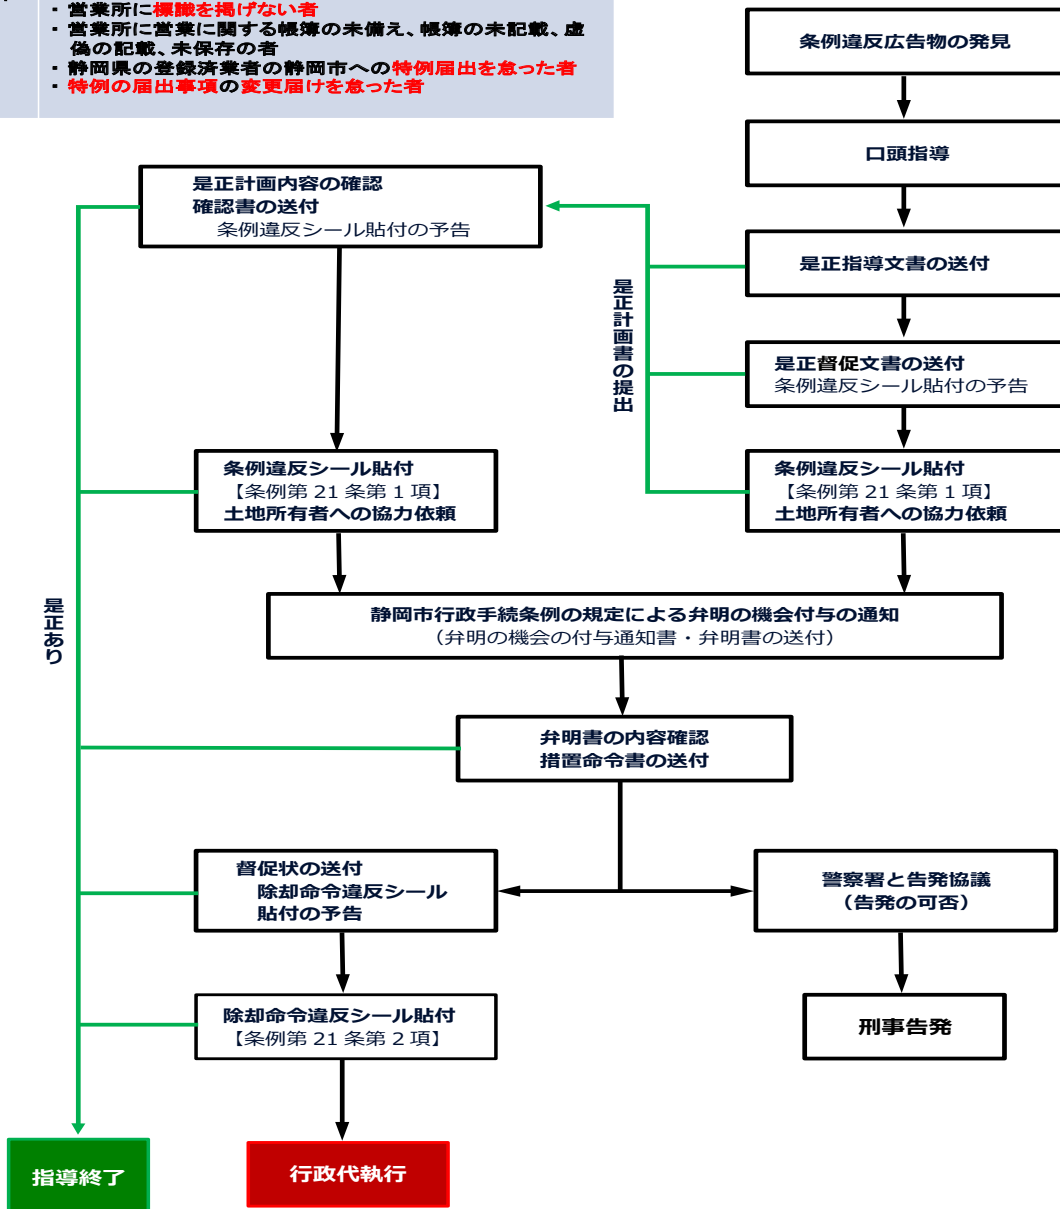 ・営業所に標識を掲げない者
・営業所に営業に関する帳簿の未備え、帳簿の未記載、虚
偽の記載、未保存の者
・静岡県の登録済業者の静岡市への特例届出を怠った者
・特例の届出事項の変更届けを怠った者
条例違反広告物の発見
口頭指導
是正指導文書の送付
是正督促文書の送付
条例違反シール貼付の予告
条例違反シール貼付
【条例第 21 条第 1 項】
土地所有者への協力依頼
是正計画書の提出
是正計画内容の確認
確認書の送付
条例違反シール貼付の予告
条例違反シール貼付
【条例第 21 条第 1 項】
土地所有者への協力依頼
静岡市行政手続条例の規定による弁明の機会付与の通知
（弁明の機会の付与通知書・弁明書の送付）
弁明書の内容確認
措置命令書の送付
督促状の送付
除却命令違反シール
貼付の予告
警察署と告発協議
（告発の可否）
除却命令違反シール貼付
【条例第 21 条第 2 項】
刑事告発
是正あり
指導終了
行政代執行